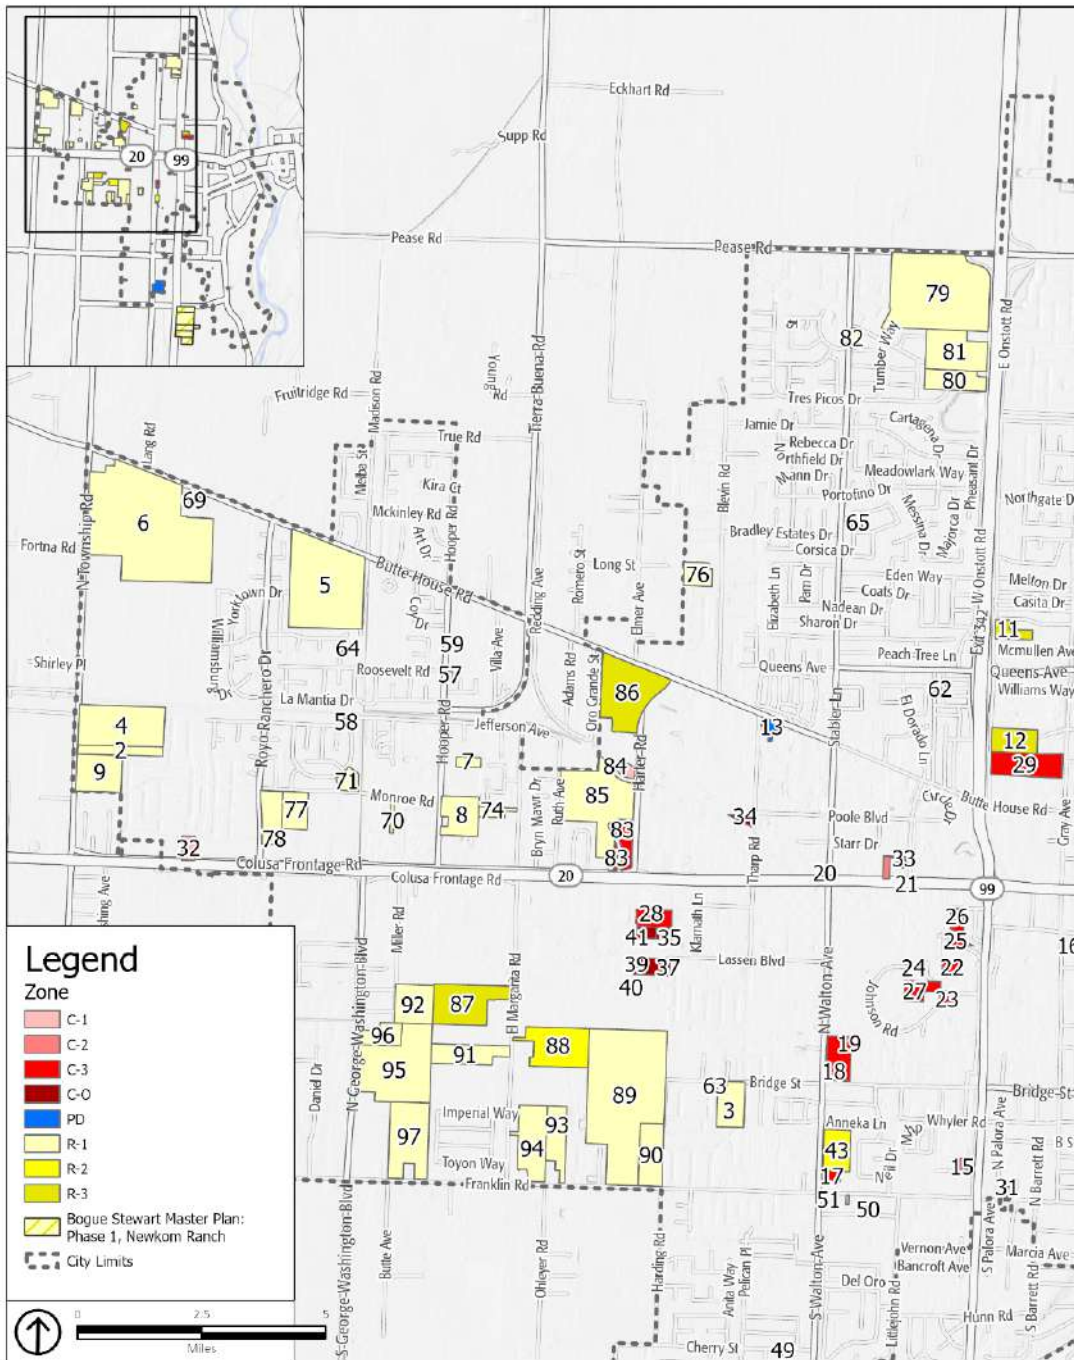 20
99
Eckhart Rd
Supp Rd
Pease Rd
Pease Rd
E Onstott Rd
79
82
81
80
Tumber Way
St
Young
Rd
Fruitridge Rd
Madison Rd
Tierra-Buena-Rd
Tres Picos Dr
Cartagena Dr
Jamie Dr
Rebecca Dr
Northfield Dr
Mann Dr
Meadowlark Way
Pheasant Dr
Portofino Dr
Messina Dr
Majorca Dr
Northgate D
Lang Rd
True Rd
Melba St
Kira Ct
Mckinley Rd
Art Dr
Hooper Rd
Blevin Rd
65
Bradley Estates Dr
Corsica Dr
69
6
N-Township-Rd
Fortna Rd
5
Butte-House-Rd
Yorktown Dr
Coy Dr
Redding Ave
Romero St
Long St
Elmer Ave
76
Elizabeth Ln
Pam Dr
Eden Way
Coats Dr
Nadean Dr
Sharon Dr
Exit 342
W Onstott Rd
Melton Dr
Casita Dr
11
Mcmullen Ave
Peach Tree Ln
Queens Ave
Queens-Ave
Williams Way
Williamsburg
Dr
64
59
57
Villa Ave
Roosevelt Rd
La Mantia Dr
58
Shirley Pl
Royo-Ranchero-Dr
Adams Rd
Oro Grande St
86
Stabler-Ln
62
El Dorado Ln
4
2
9
Jefferson Ave
Hooper-Rd
7
13
12
29
Harter-Rd
84
85
71
Monroe Rd
77
78
70
8
74
Bryn Mawr Dr
Ruth Ave
83
83
34
Tharp Rd
Poole Blvd
Circle Dr
Butte House Rd
Gray Ave
Starr Dr
32
Colusa Frontage Rd
Colusa Frontage Rd
20
20
33
21
99
shing Ave
Miller Rd
28
41
35
39
37
40
Klamath Ln
Lassen Blvd
26
25
24
22
27
23
Johnson Rd
16
N-George-Washington-Blvd
El Margarita Rd
N-Walton-Ave
92
87
96
91
88
95
89
19
18
Daniel Dr
63
Bridge St
3
Bridge-St
Imperial Way
97
93
94
90
Anneka Ln
Whyler Rd
N Palora Ave
N Barrett Rd
B S
43
Neil Dr
15
Toyon Way
Franklin Rd
17
51
50
31
S-George-Washington-Blvd
Butte Ave
Ohleyer Rd
Harding-Rd
Anita Way
Pelican Pl
S-Walton-Ave
Littlejohn Rd
Vernon-Ave
Bancroft Ave
S Palora Ave
Marcia Ave
S Barrett Rd
Del Oro
Hunn Rd
Cherry St
49
Legend
Zone
C-1
C-2
C-3
C-O
PD
R-1
R-2
R-3
Bogue Stewart Master Plan:
Phase 1, Newkom Ranch
City Limits
0
2.5
5
Miles